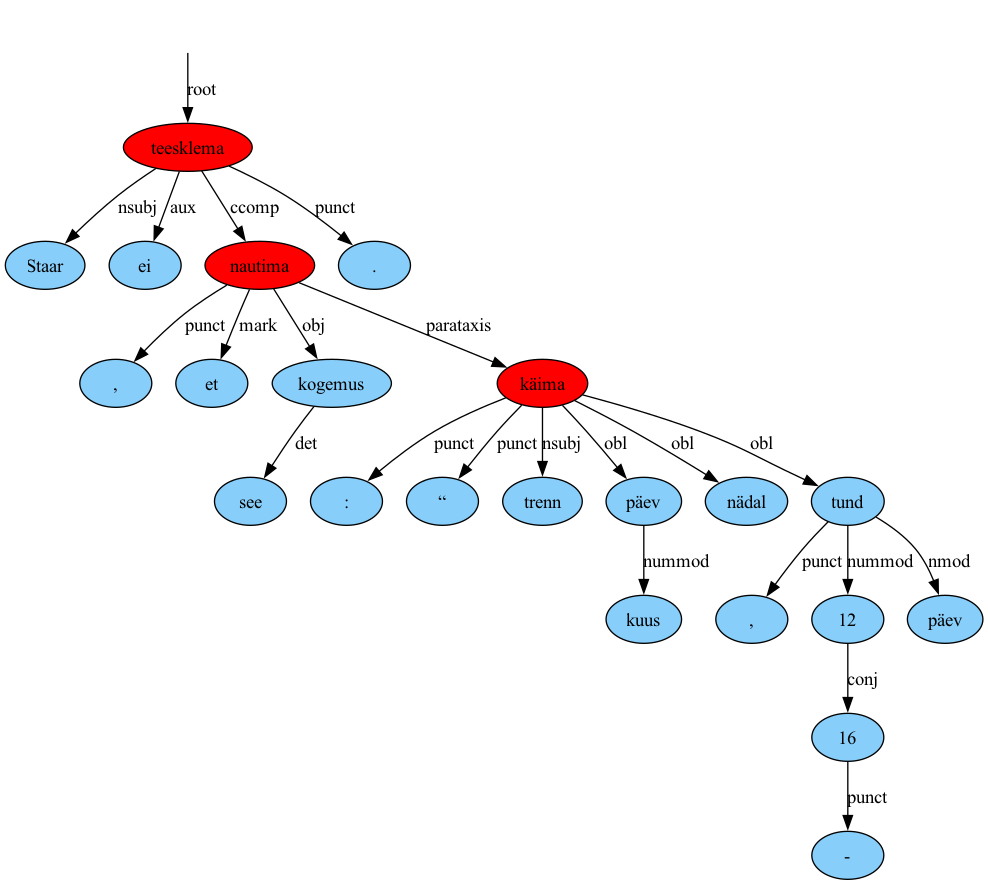 root
teesklema
nsubj aux ccomp punct
Staar ei nautima .
punct mark obj parataxis
, et kogemus käima
det punct punct nsubj obl obl obl
see : “ trenn päev nädal tund
nummod punct nummod nmod
kuus , 12 päev
conj
16
punct
-